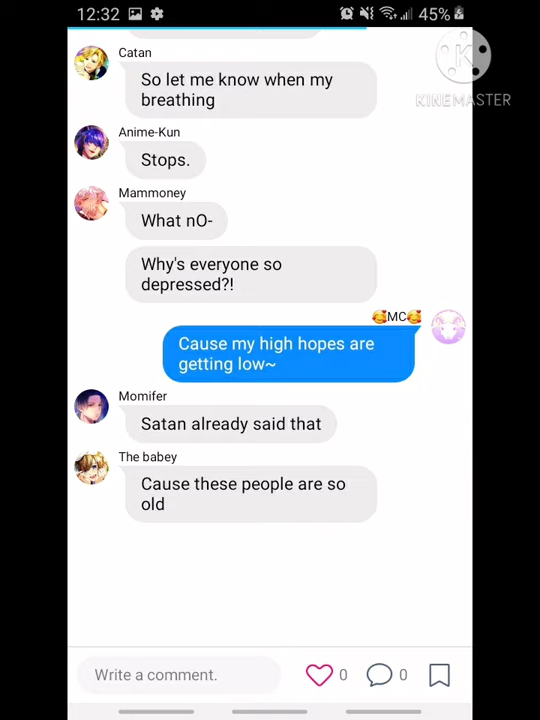 12:32
45%
KINEMASTER
Catan
So let me know when my
breathing
Anime-Kun
Stops.
Mammoney
What nO-
Why's everyone so
depressed?!
🥰MC🥰
Cause my high hopes are
getting low~
Momifer
Satan already said that
The babey
Cause these people are so
old
Write a comment.
0
0